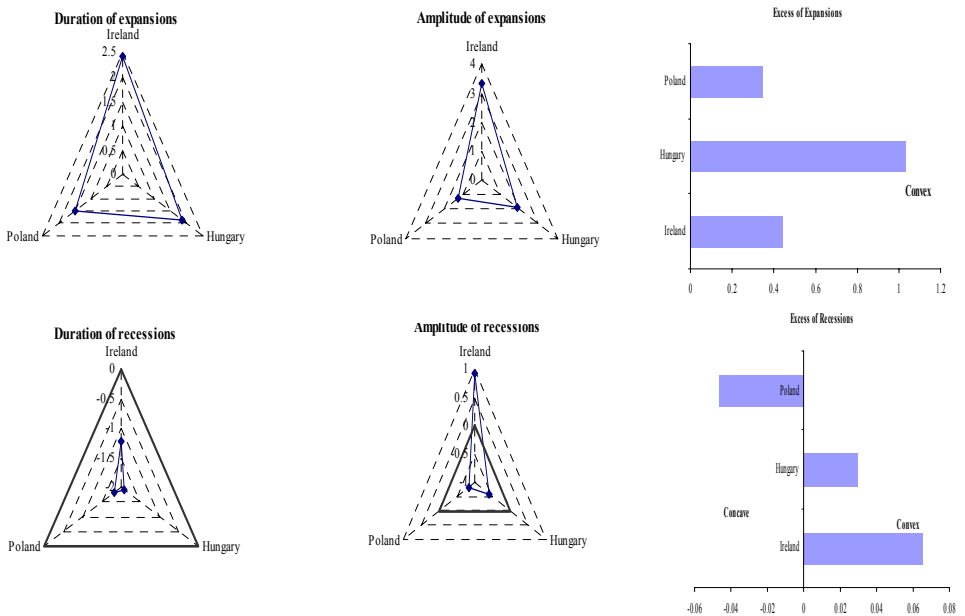 Duration of expansions
Ireland
2.5
2
1.5
1
0.5
0
Poland
Hungary
Amplitude of expansions
Ireland
4
3
2
1
0
Poland
Hungary
Excess of Expansions
Poland
Hungary
Convex
Ireland
0 0.2 0.4 0.6 0.8 1 1.2
Duration of recessions
Ireland
0
-0.5
-1
-1.5
-2
Poland
Hungary
Amplitude of recessions
Ireland
1
0.5
0
-0.5
-1
Poland
Hungary
Excess of Recessions
Poland
Hungary
Concave
Convex
Ireland
-0.06 -0.04 -0.02 0 0.02 0.04 0.06 0.08